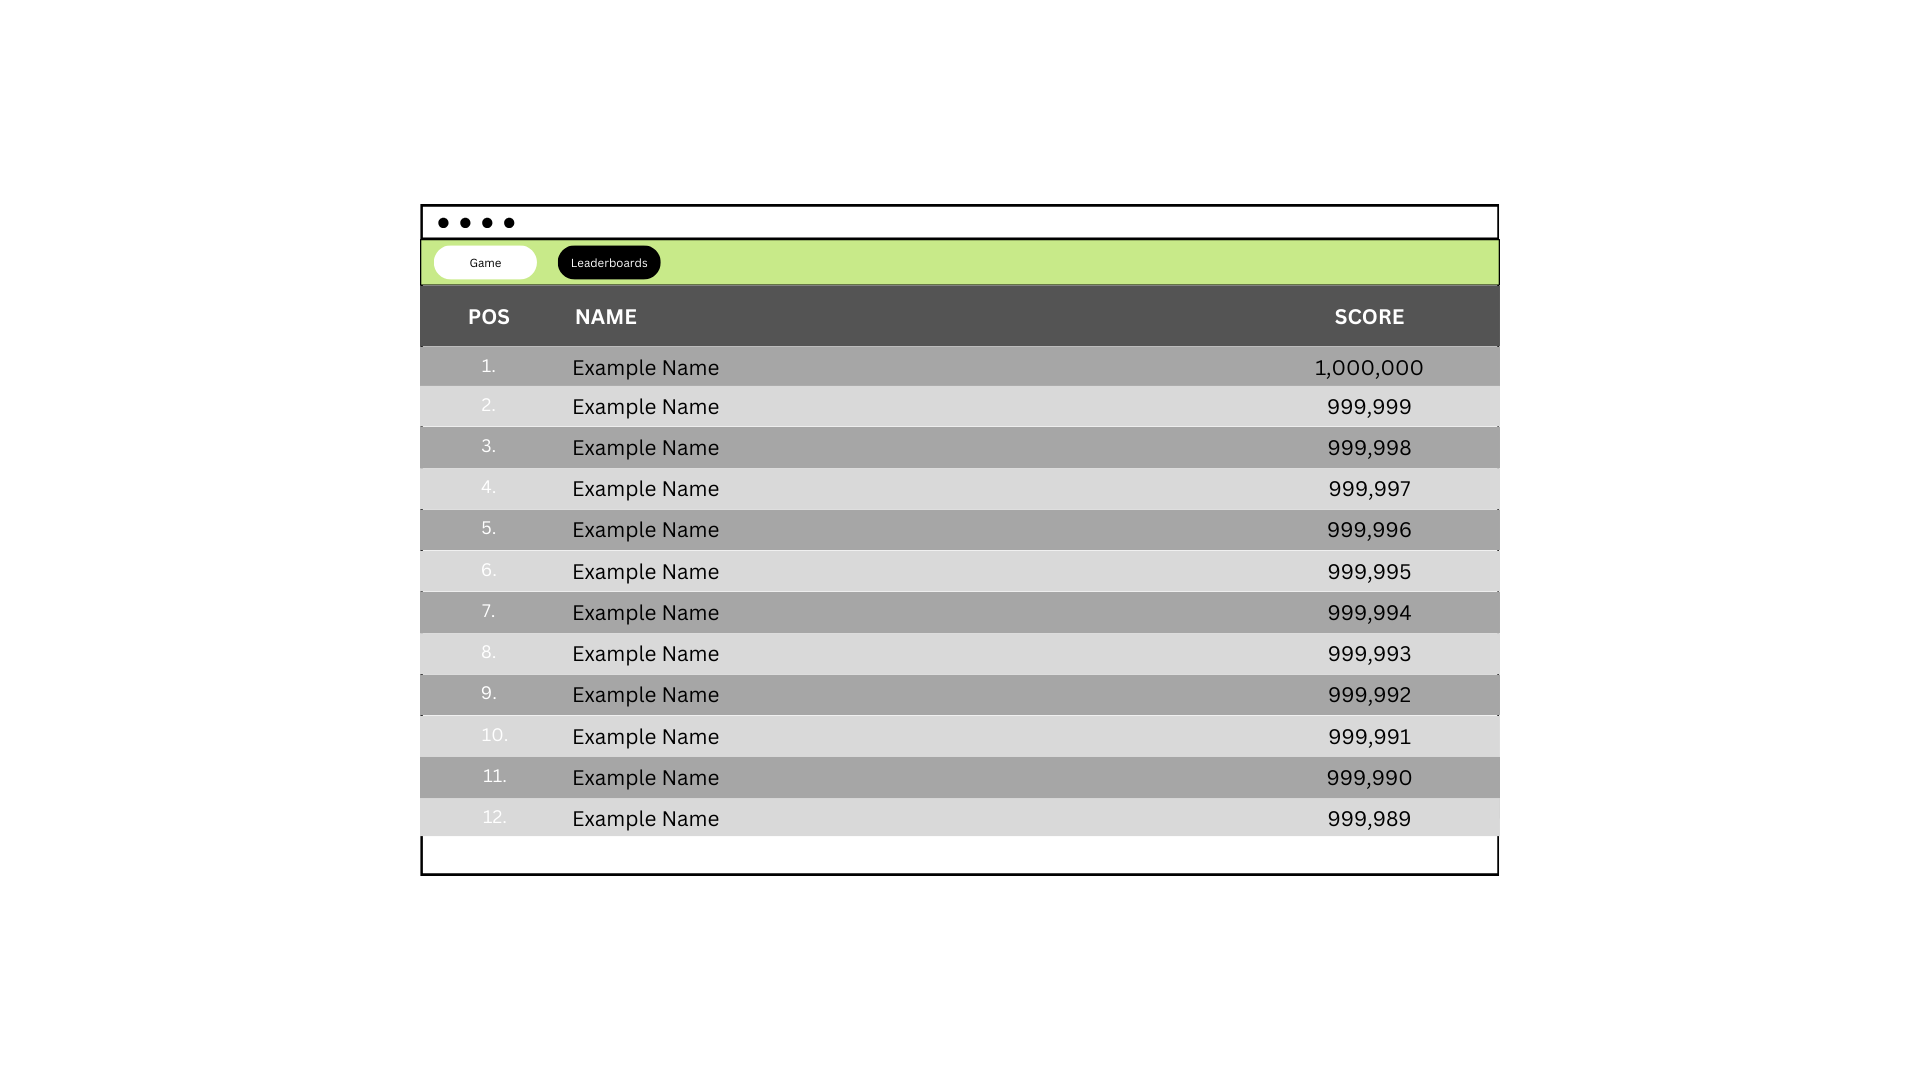 Game Leaderboards
POS NAME SCORE
1. Example Name 1,000,000
2. Example Name 999,999
3. Example Name 999,998
4. Example Name 999,997
5. Example Name 999,996
6. Example Name 999,995
7. Example Name 999,994
8. Example Name 999,993
9. Example Name 999,992
10. Example Name 999,991
11. Example Name 999,990
12. Example Name 999,989